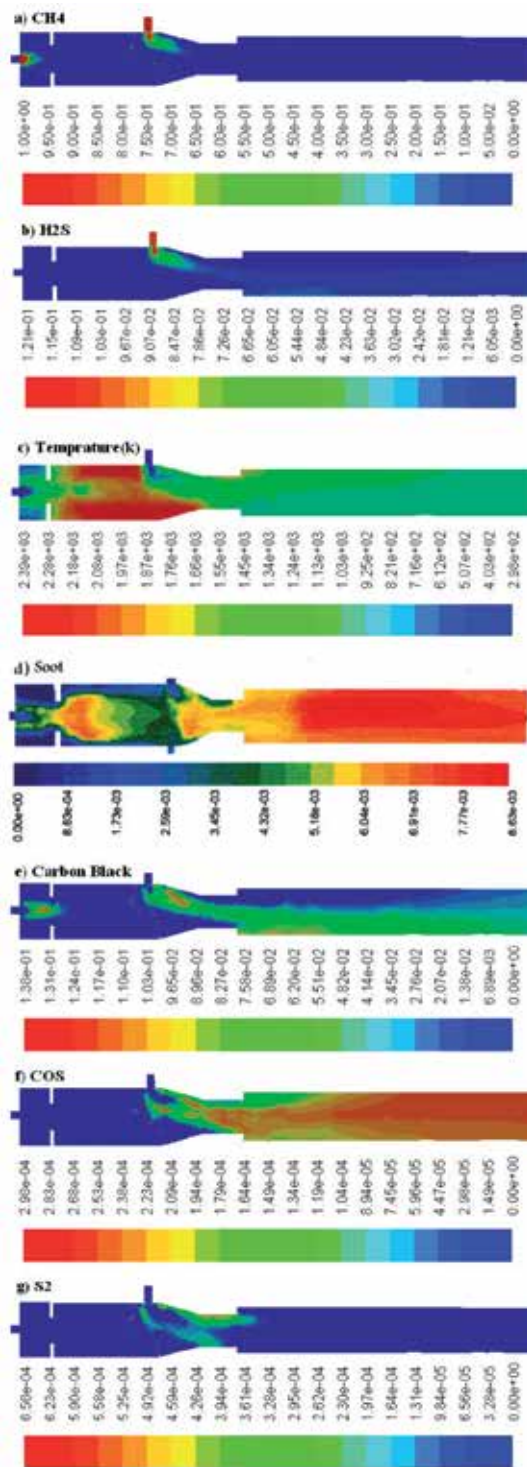 a) CH4
1.00e+00
9.50e-01
9.00e-01
8.50e-01
8.00e-01
7.50e-01
7.00e-01
6.50e-01
6.00e-01
5.50e-01
5.00e-01
4.50e-01
4.00e-01
3.50e-01
3.00e-01
2.50e-01
2.00e-01
1.50e-01
1.00e-01
5.00e-02
0.00e+00
b) H2S
1.21e-01
1.15e-01
1.09e-01
1.03e-01
9.67e-02
9.07e-02
8.47e-02
7.86e-02
7.26e-02
6.65e-02
6.05e-02
5.44e-02
4.84e-02
4.23e-02
3.63e-02
3.02e-02
2.42e-02
1.81e-02
1.21e-02
6.05e-03
0.00e+00
c) Temprature(k)
2.39e+03
2.28e+03
2.18e+03
2.08e+03
1.97e+03
1.87e+03
1.76e+03
1.66e+03
1.55e+03
1.45e+03
1.34e+03
1.24e+03
1.13e+03
1.03e+03
9.25e+02
8.21e+02
7.16e+02
6.12e+02
5.07e+02
4.03e+02
2.98e+02
d) Soot
0.00e+00
8.63e-04
1.73e-03
2.59e-03
3.45e-03
4.32e-03
5.18e-03
6.04e-03
6.91e-03
7.77e-03
8.63e-03
e) Carbon Black
1.38e-01
1.31e-01
1.24e-01
1.17e-01
1.10e-01
1.03e-01
9.65e-02
8.96e-02
8.27e-02
7.58e-02
6.89e-02
6.20e-02
5.51e-02
4.82e-02
4.14e-02
3.45e-02
2.76e-02
2.07e-02
1.38e-02
6.89e-03
0.00e+00
f) COS
2.98e-04
2.83e-04
2.68e-04
2.53e-04
2.38e-04
2.23e-04
2.09e-04
1.94e-04
1.79e-04
1.64e-04
1.49e-04
1.34e-04
1.19e-04
1.04e-04
8.94e-05
7.45e-05
5.96e-05
4.47e-05
2.98e-05
1.49e-05
0.00e+00
g) S2
6.56e-04
6.23e-04
5.90e-04
5.58e-04
5.25e-04
4.92e-04
4.59e-04
4.26e-04
3.94e-04
3.61e-04
3.28e-04
2.95e-04
2.62e-04
2.30e-04
1.97e-04
1.64e-04
1.31e-04
9.84e-05
6.56e-05
3.28e-05
0.00e+00